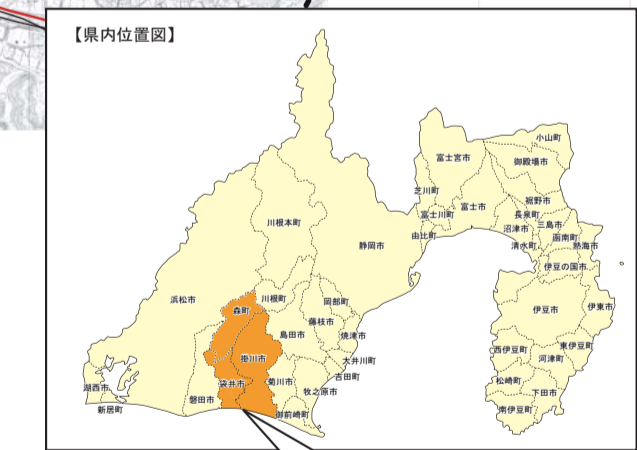 【県内位置図】
小山町
富士宮市
御殿場市
芝川町
裾野市
富士市
長泉町
富士川町
三島市
沼津市
函南町
由比町
清水町
熱海市
川根本町
静岡市
伊豆の国市
浜松市
川根町
岡部町
伊豆市
伊東市
森町
藤枝市
島田市
焼津市
西伊豆町
東伊豆町
掛川市
大井川町
河津町
吉田町
湖西市
袋井市
菊川市
松崎町
牧之原市
下田市
新居町
磐田市
御前崎町
南伊豆町